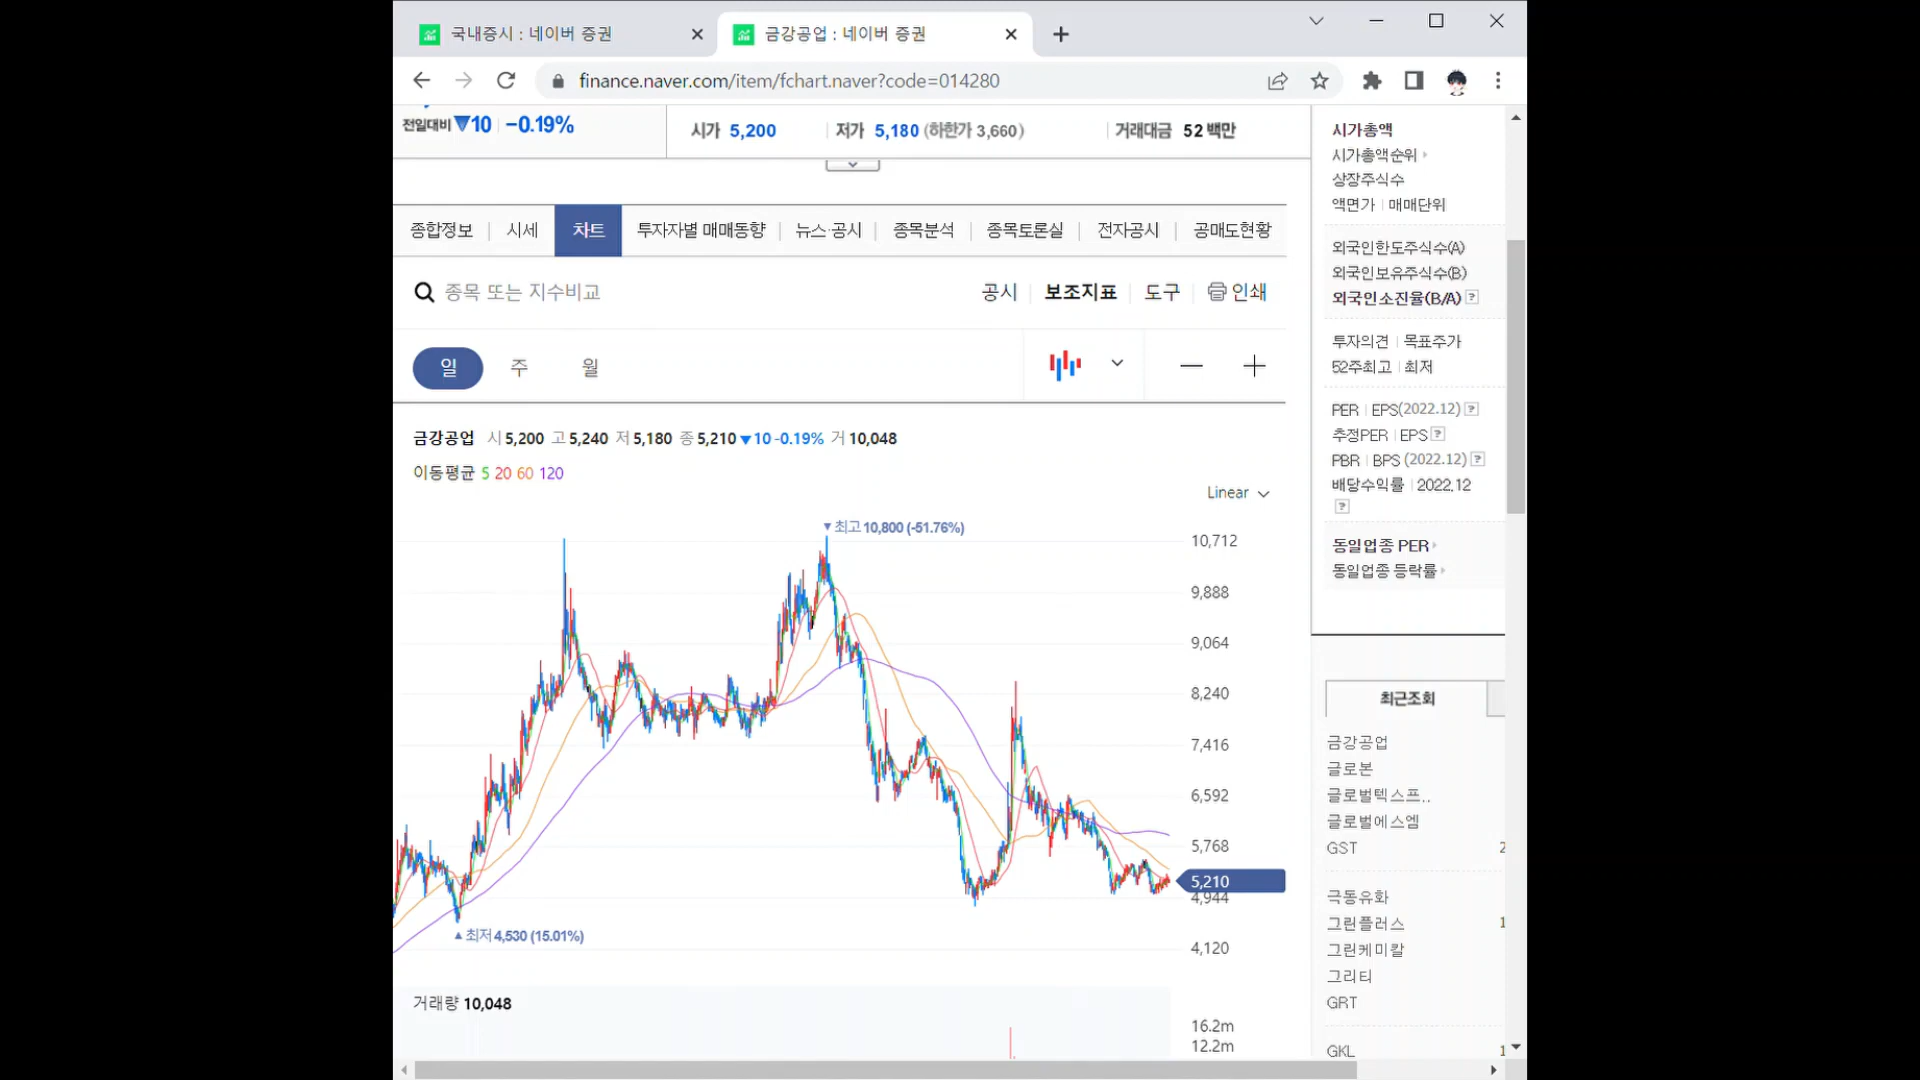 국내증시 : 네이버 증권
금강공업 : 네이버 증권
finance.naver.com/item/fchart.naver?code=014280
전일대비 ▼10 -0.19%
시가 5,200
저가 5,180 (하한가 3,660)
거래대금 52 백만
종합정보 시세 차트 투자자별 매매동향 뉴스·공시 종목분석 종목토론실 전자공시 공매도현황
종목 또는 지수비교
공시 보조지표 도구 인쇄
일 주 월
금강공업 시 5,200 고 5,240 저 5,180 종 5,210 ▼10 -0.19% 거 10,048
이동평균 5 20 60 120
Linear
▼최고 10,800 (-51.76%)
10,712
9,888
9,064
8,240
7,416
6,592
5,768
5,210
4,944
▲최저 4,530 (15.01%)
4,120
거래량 10,048
16.2m
12.2m
시가총액
시가총액순위
상장주식수
액면가 매매단위
외국인한도주식수(A)
외국인보유주식수(B)
외국인소진율(B/A) ?
투자의견 목표주가
52주최고 최저
PER EPS(2022.12) ?
추정PER EPS ?
PBR BPS (2022.12) ?
배당수익률 2022.12
?
동일업종 PER
동일업종 등락률
최근조회
금강공업
글로본
글로벌텍스프..
글로벌에스엠
GST 2
극동유화
그린플러스 1
그린케미칼
그리티
GRT
GKL 1